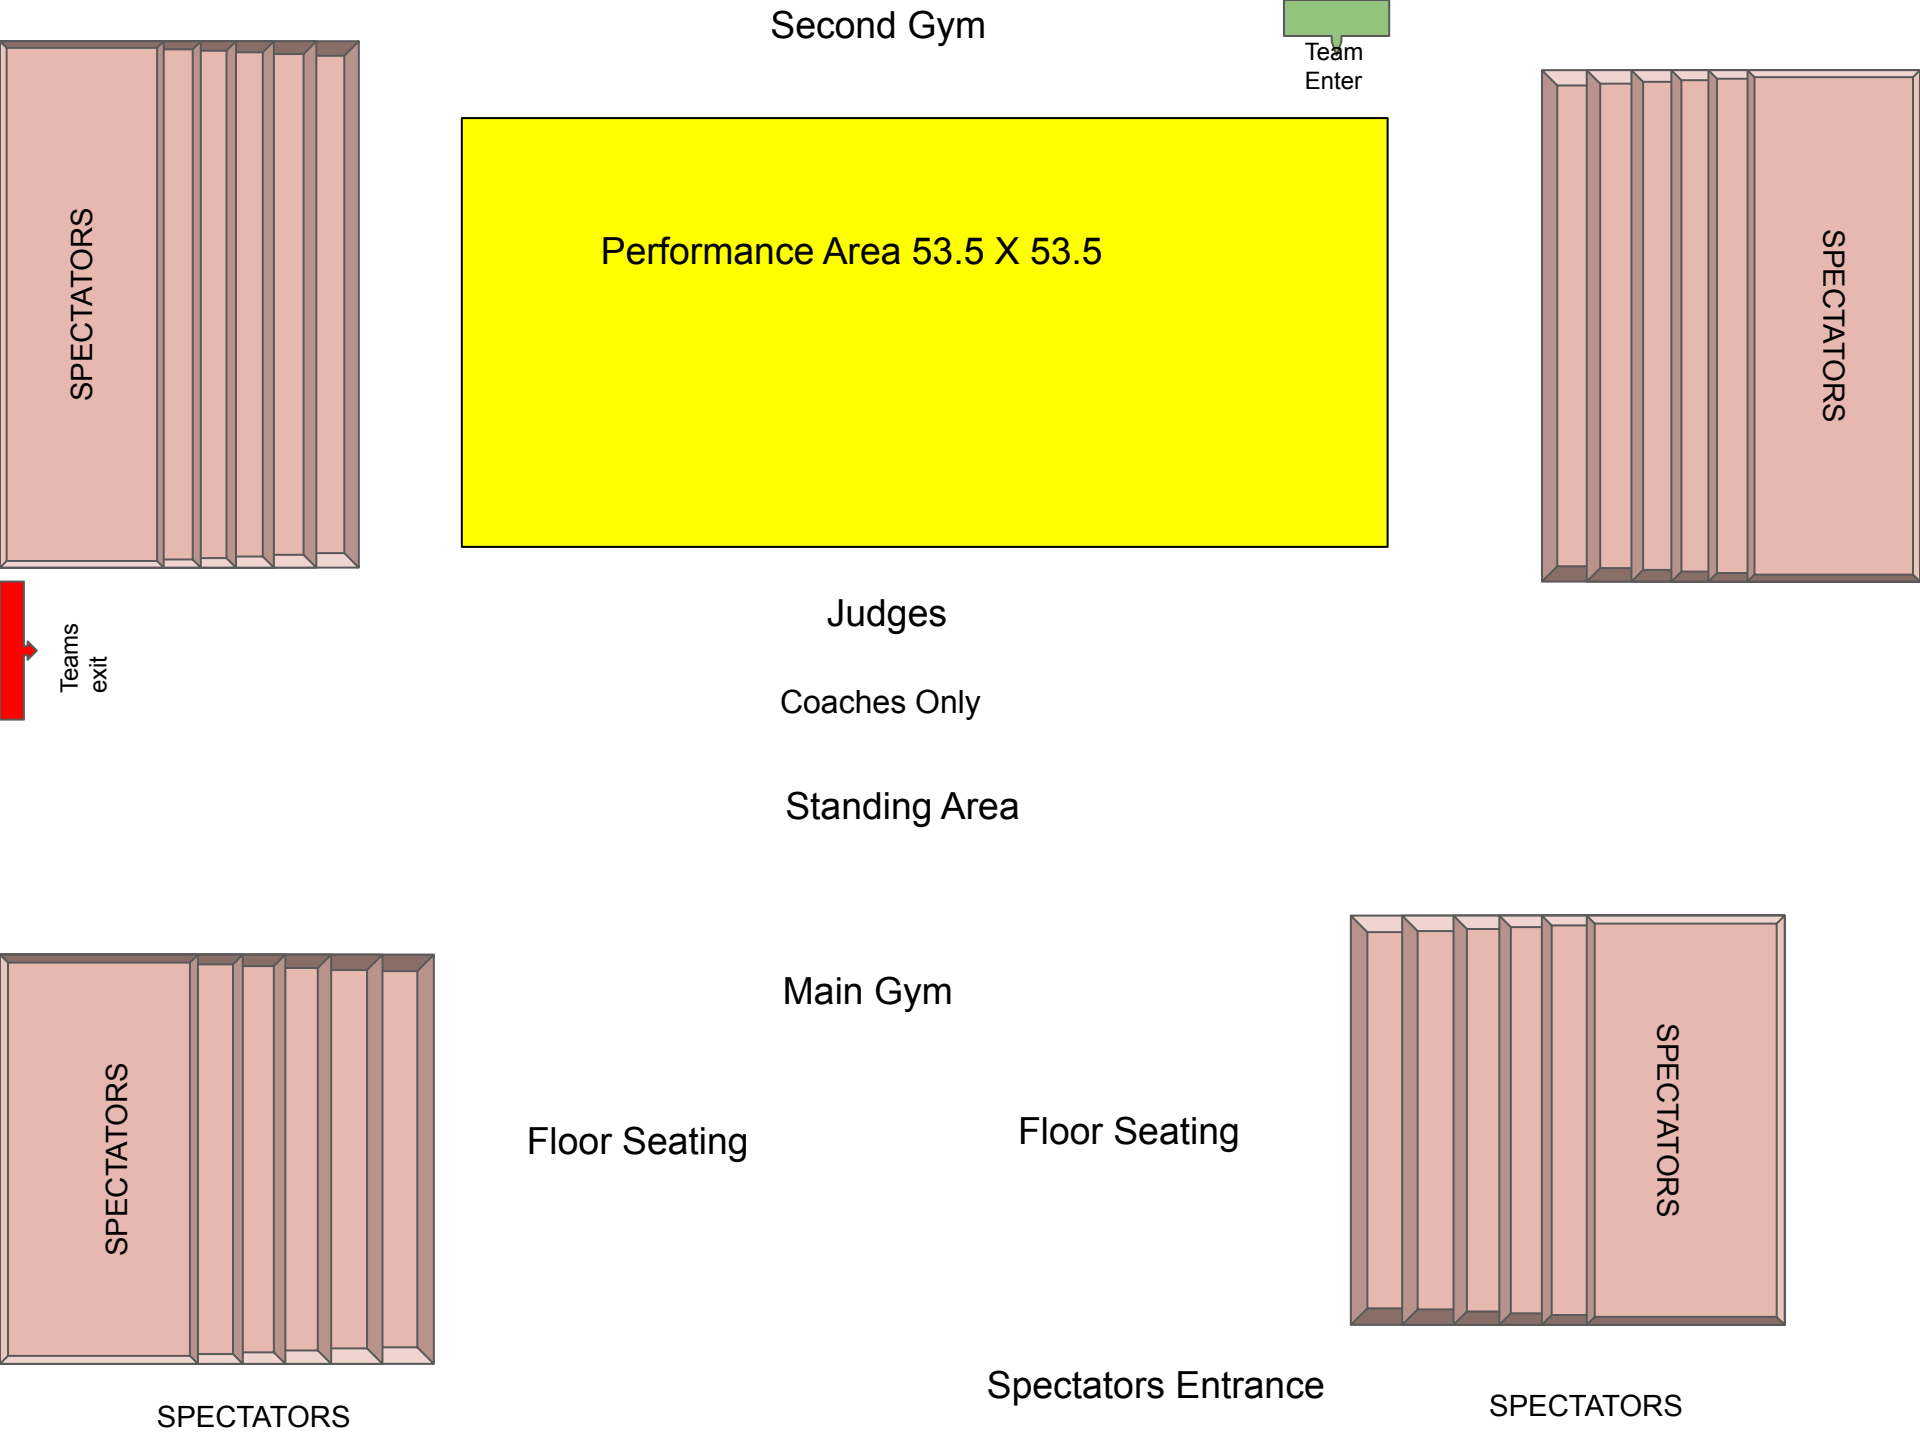 Second Gym
Team
Enter
SPECTATORS
Performance Area 53.5 X 53.5
SPECTATORS
Judges
Teams
exit
Coaches Only
Standing Area
Main Gym
SPECTATORS
Floor Seating
Floor Seating
SPECTATORS
Spectators Entrance
SPECTATORS
SPECTATORS